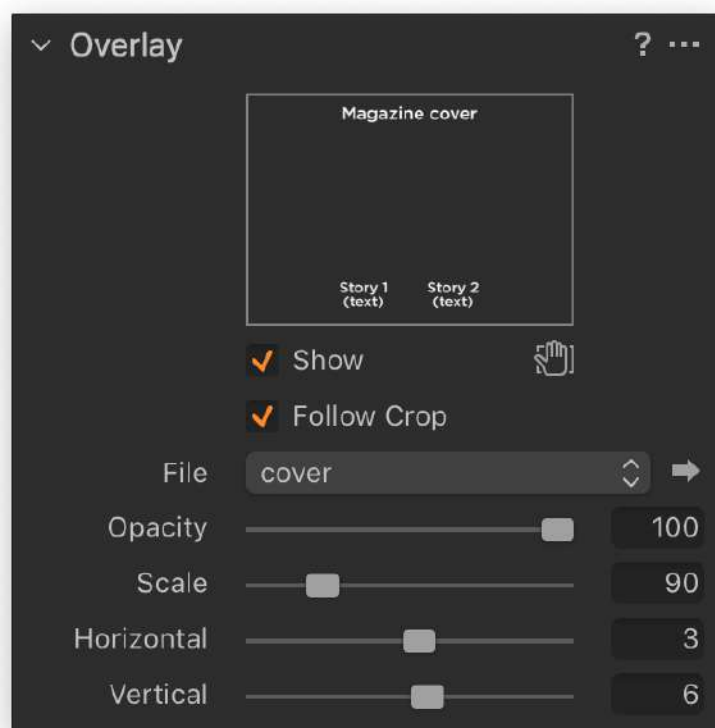 Overlay ? ...
Magazine cover
Story 1 Story 2
(text) (text)
Show
Follow Crop
File cover
Opacity 100
Scale 90
Horizontal 3
Vertical 6